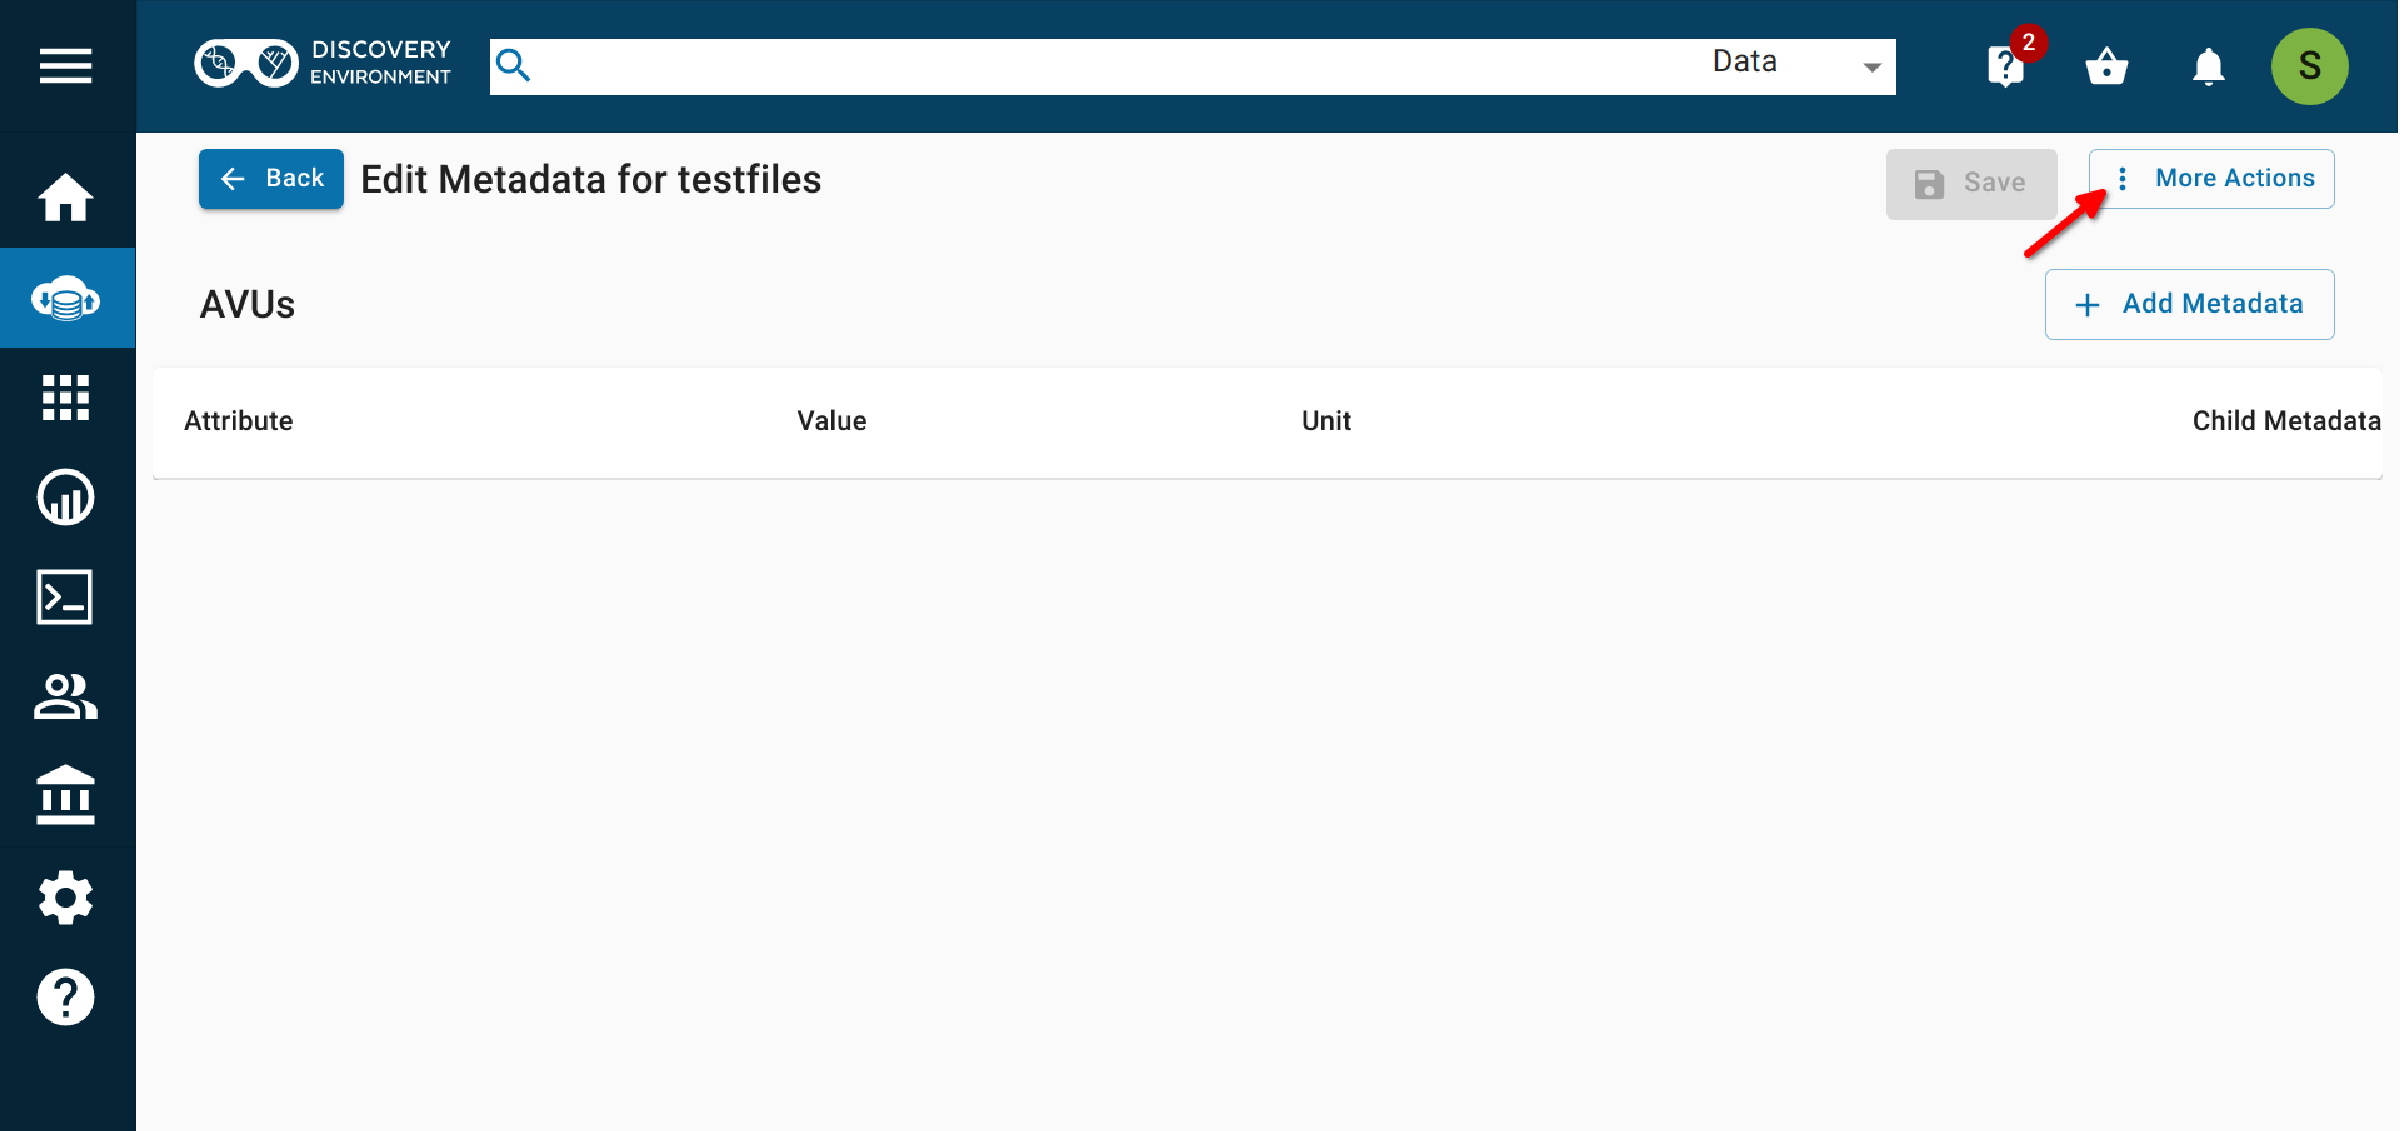 DISCOVERY
ENVIRONMENT
Data
2
S
Back
Edit Metadata for testfiles
Save
More Actions
AVUs
Add Metadata
Attribute Value Unit Child Metadata